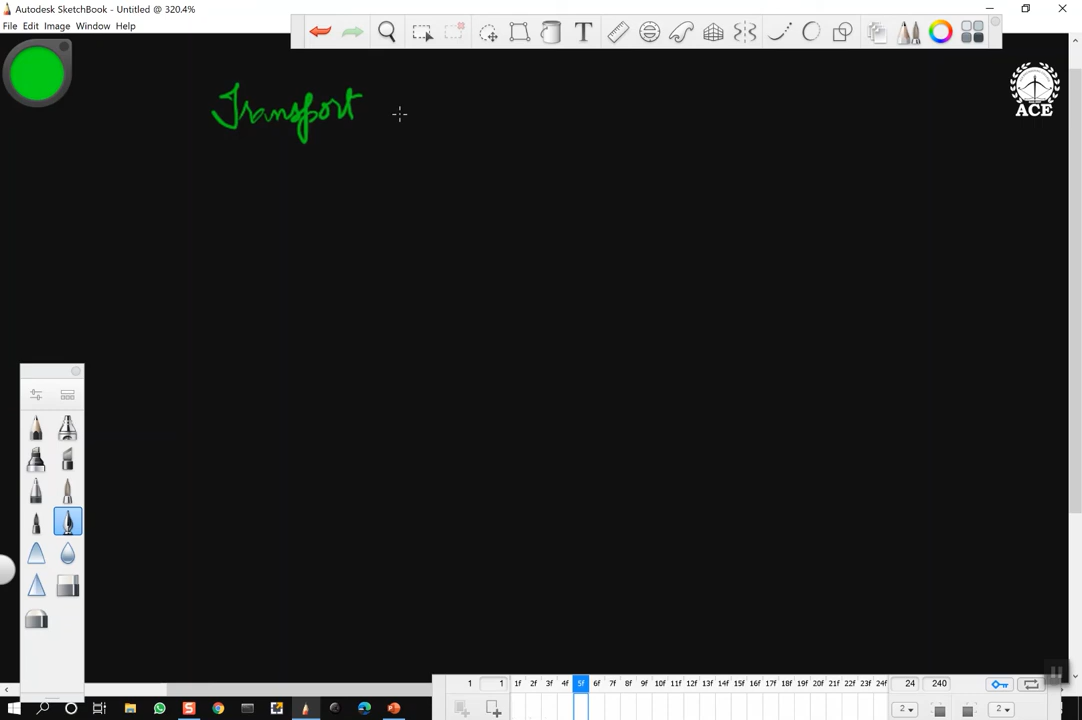 Autodesk SketchBook - Untitled @ 320.4%
File Edit Image Window Help
T
Transport
ACE
1 1 1f 2f 3f 4f 5f 6f 7f 8f 9f 10f 11f 12f 13f 14f 15f 16f 17f 18f 19f 20f 21f 22f 23f 24f 24 240
2 2